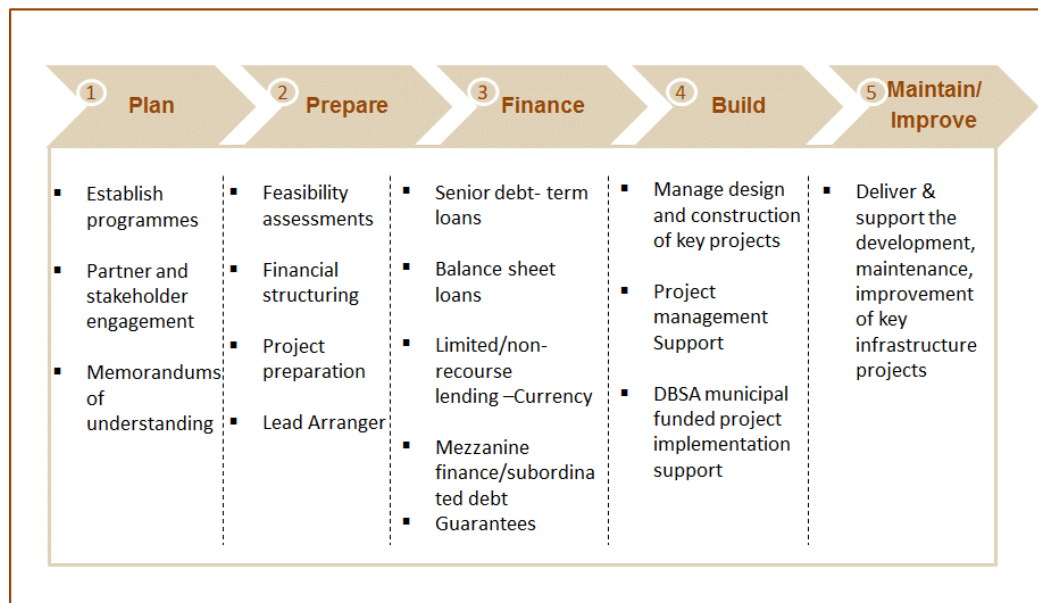 1 Plan
2 Prepare
3 Finance
4 Build
5 Maintain/
Improve
▪ Establish
programmes
▪ Partner and
stakeholder
engagement
▪ Memorandums
of
understanding
▪ Feasibility
assessments
▪ Financial
structuring
▪ Project
preparation
▪ Lead Arranger
▪ Senior debt- term
loans
▪ Balance sheet
loans
▪ Limited/non-
recourse
lending –Currency
▪ Mezzanine
finance/subordina
ted debt
▪ Guarantees
▪ Manage design
and construction
of key projects
▪ Project
management
Support
▪ DBSA municipal
funded project
implementation
support
▪ Deliver &
support the
development,
maintenance,
improvement
of key
infrastructure
projects